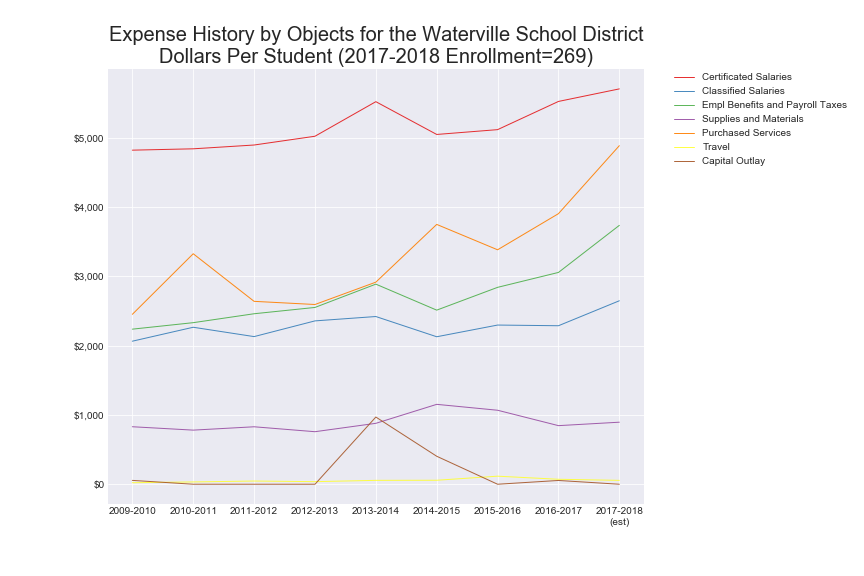 Expense History by Objects for the Waterville School District
Dollars Per Student (2017-2018 Enrollment=269)
Certificated Salaries
Classified Salaries
Empl Benefits and Payroll Taxes
Supplies and Materials
Purchased Services
Travel
Capital Outlay
$5,000
$4,000
$3,000
$2,000
$1,000
$0
2009-2010 2010-2011 2011-2012 2012-2013 2013-2014 2014-2015 2015-2016 2016-2017 2017-2018
(est)